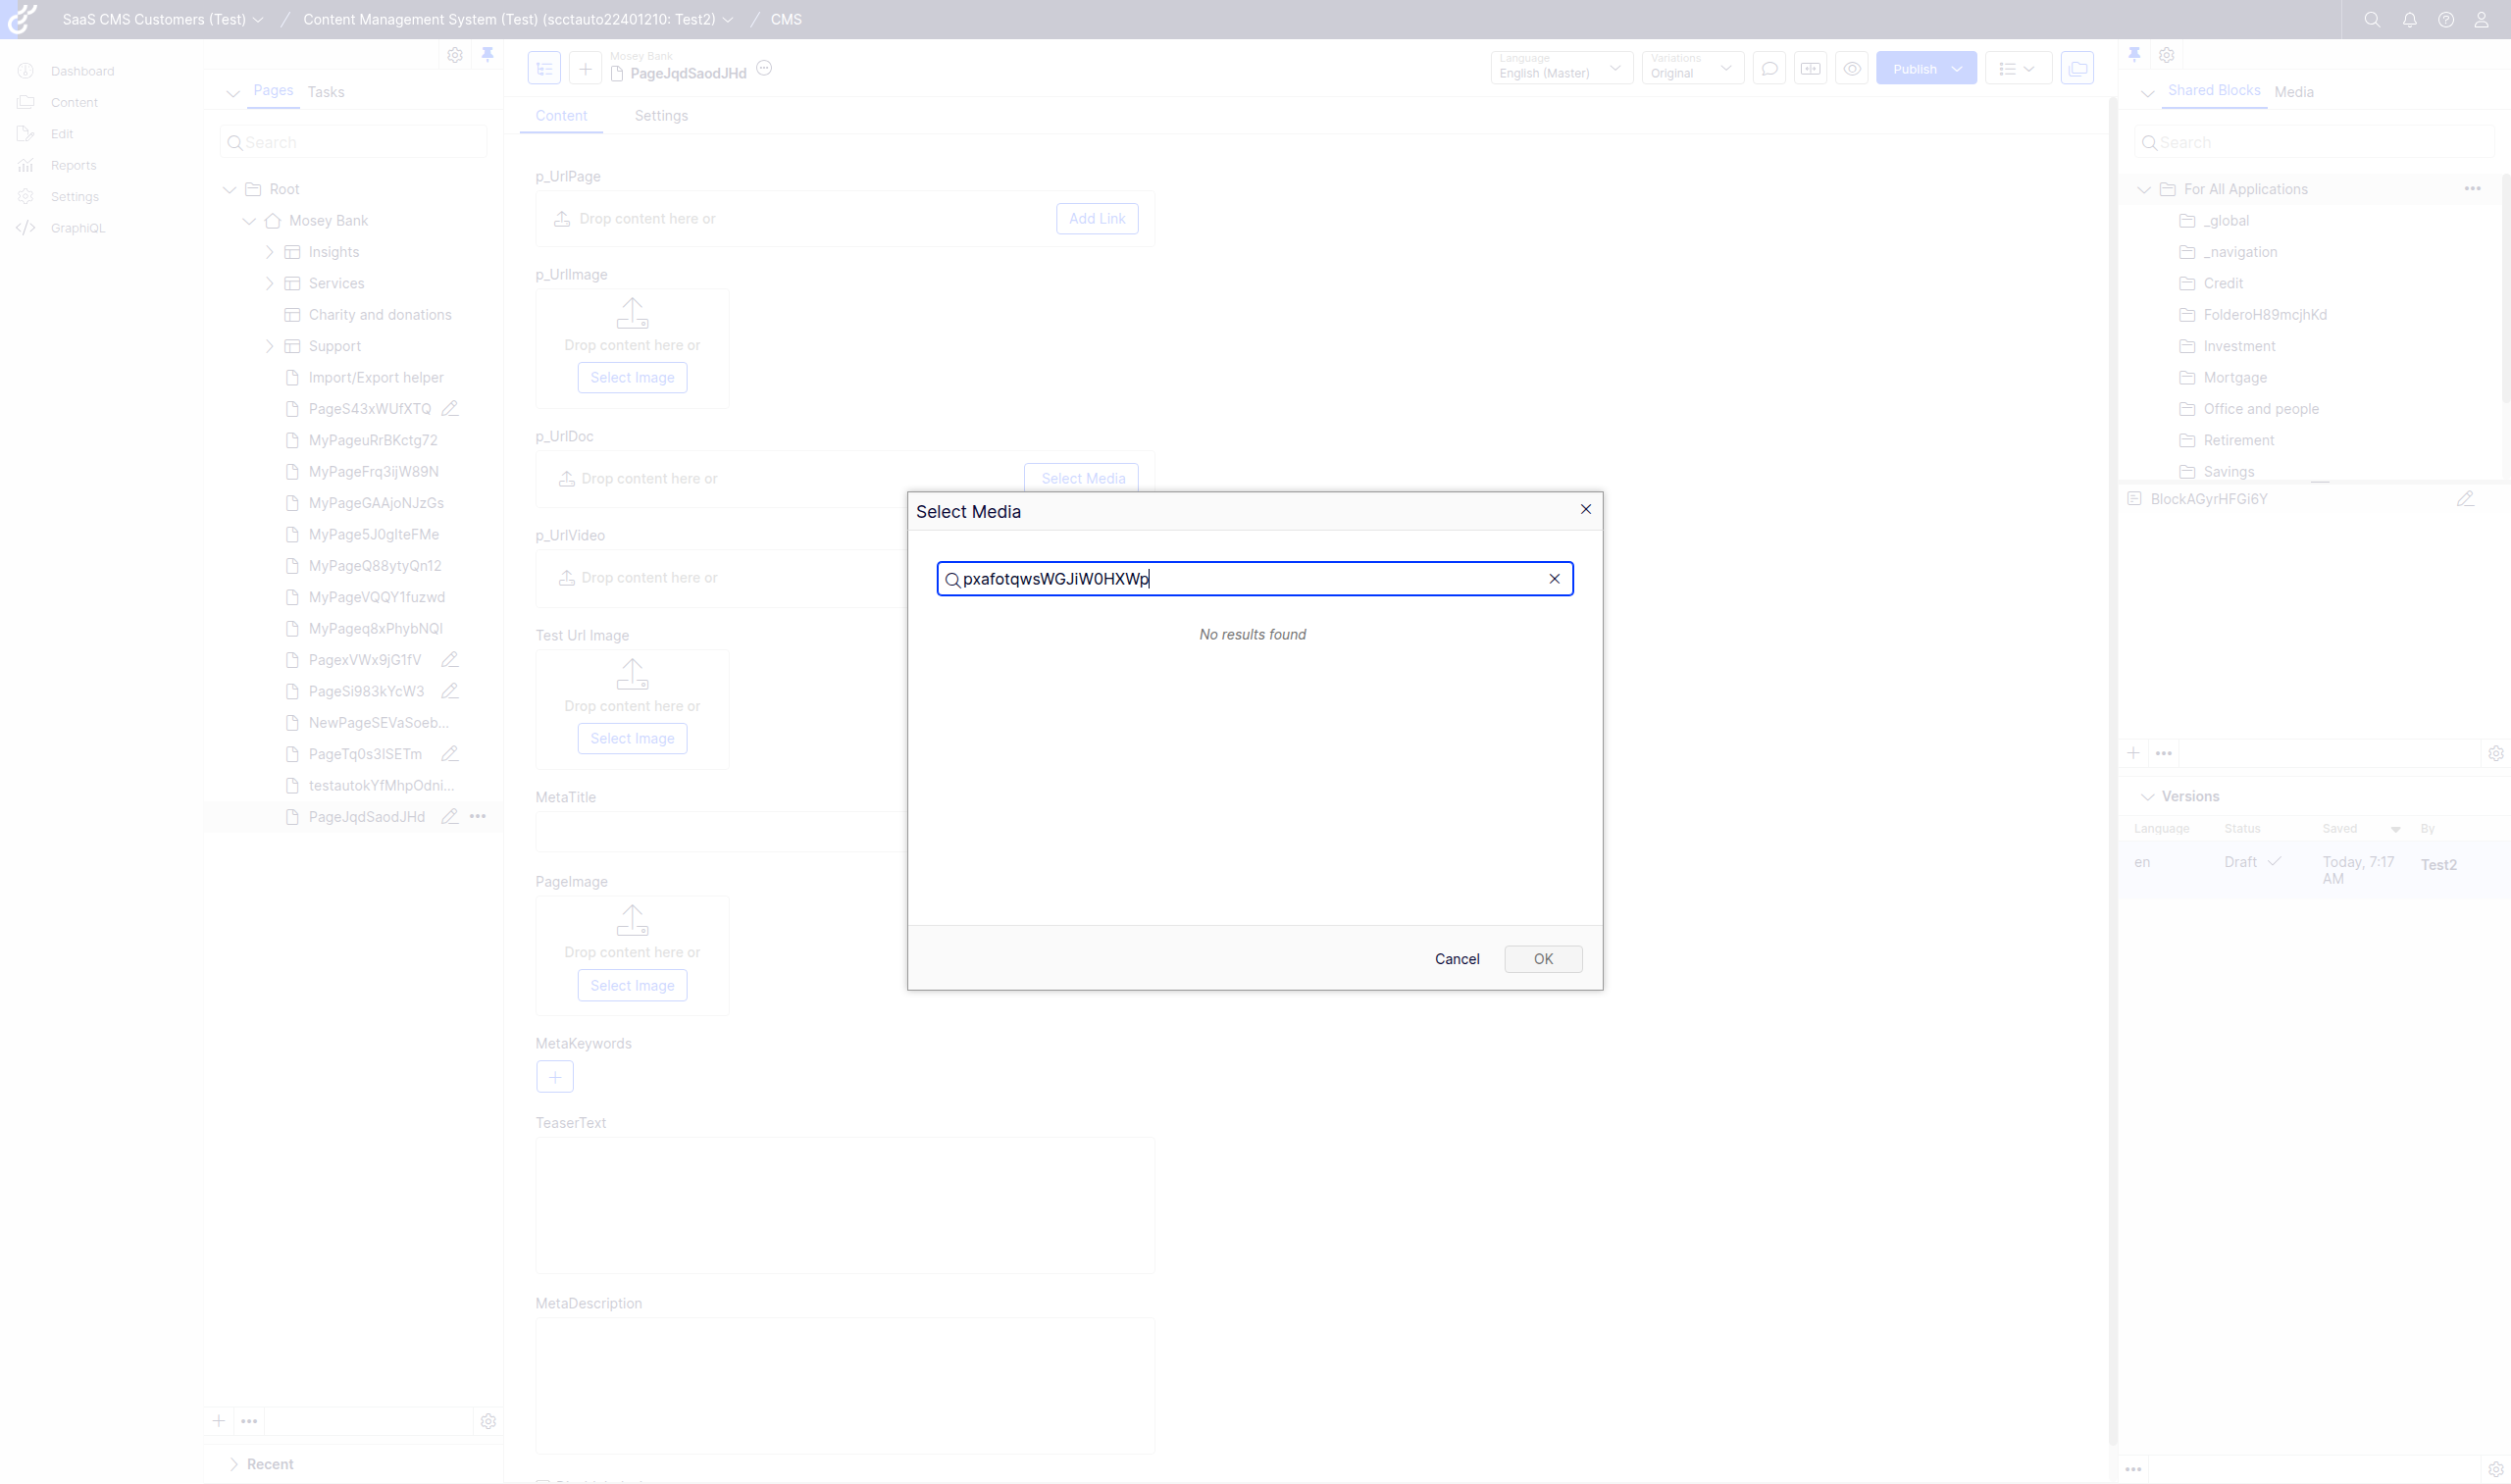 SaaS CMS Customers (Test) / Content Management System (Test) (scctauto22401210: Test2) / CMS
Dashboard
Content
Edit
Reports
Settings
GraphiQL
Pages Tasks
Search
Root
Mosey Bank
Insights
Services
Charity and donations
Support
Import/Export helper
PageS43xWUfXTQ
MyPageuRrBKctg72
MyPageFrq3ijW89N
MyPageGAAjoNJzGs
MyPage5J0glteFMe
MyPageQ88ytyQn12
MyPageVQQY1fuzwd
MyPageq8xPhybNQI
PagexVWx9jG1fV
PageSi983kYcW3
NewPageSEVaSoeb...
PageTq0s3ISETm
testautokYfMhpOdni...
PageJqdSaodJHd
Recent
Mosey Bank
PageJqdSaodJHd
Language
English (Master)
Variations
Original
Publish
Content Settings
p_UrlPage
Drop content here or Add Link
p_UrlImage
Drop content here or
Select Image
p_UrlDoc
Drop content here or Select Media
p_UrlVideo
Drop content here or
Test Url Image
Drop content here or
Select Image
MetaTitle
PageImage
Drop content here or
Select Image
MetaKeywords
TeaserText
MetaDescription
Select Media
pxafotqwsWGJiW0HXWp
No results found
Cancel OK
Shared Blocks Media
Search
For All Applications
_global
_navigation
Credit
FolderoH89mcjhKd
Investment
Mortgage
Office and people
Retirement
Savings
BlockAGyrHFGi6Y
Versions
Language Status Saved By
en Draft Today, 7:17 AM Test2